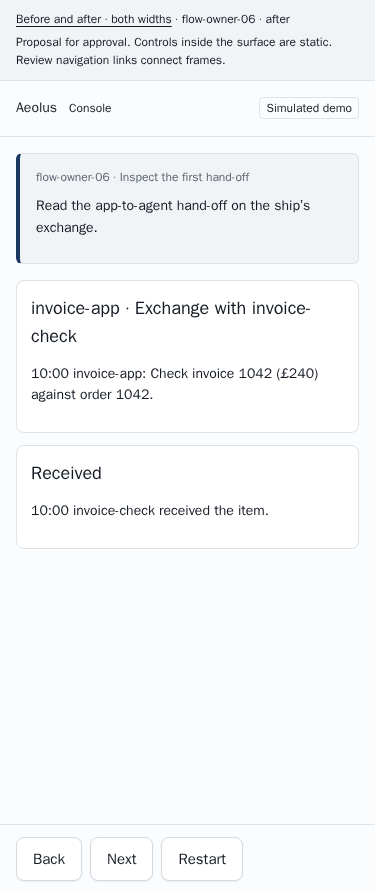 Before and after · both widths · flow-owner-06 · after
Proposal for approval. Controls inside the surface are static.
Review navigation links connect frames.
Aeolus Console Simulated demo
flow-owner-06 · Inspect the first hand-off
Read the app-to-agent hand-off on the ship's
exchange.
invoice-app · Exchange with invoice-
check
10:00 invoice-app: Check invoice 1042 (£240)
against order 1042.
Received
10:00 invoice-check received the item.
Back Next Restart